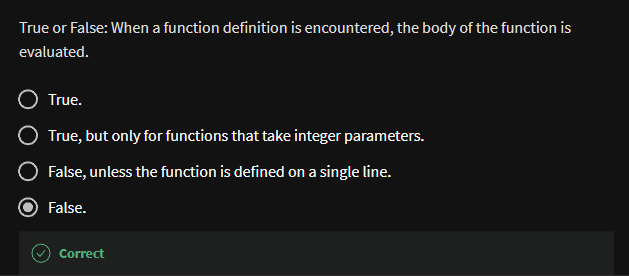 True or False: When a function definition is encountered, the body of the function is
evaluated.
True.
True, but only for functions that take integer parameters.
False, unless the function is defined on a single line.
False.
Correct